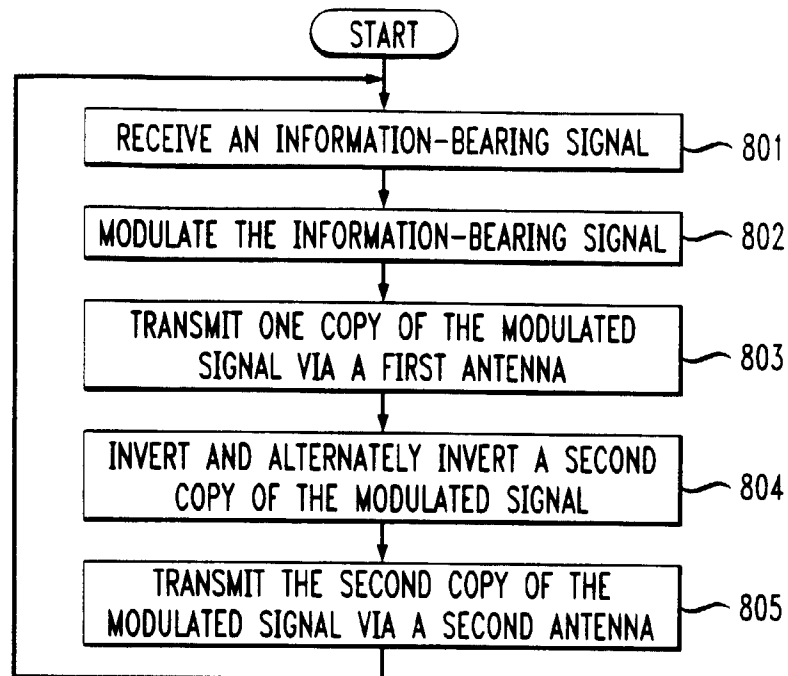 START
RECEIVE AN INFORMATION-BEARING SIGNAL
801
MODULATE THE INFORMATION-BEARING SIGNAL
802
TRANSMIT ONE COPY OF THE MODULATED
SIGNAL VIA A FIRST ANTENNA
803
INVERT AND ALTERNATELY INVERT A SECOND
COPY OF THE MODULATED SIGNAL
804
TRANSMIT THE SECOND COPY OF THE
MODULATED SIGNAL VIA A SECOND ANTENNA
805